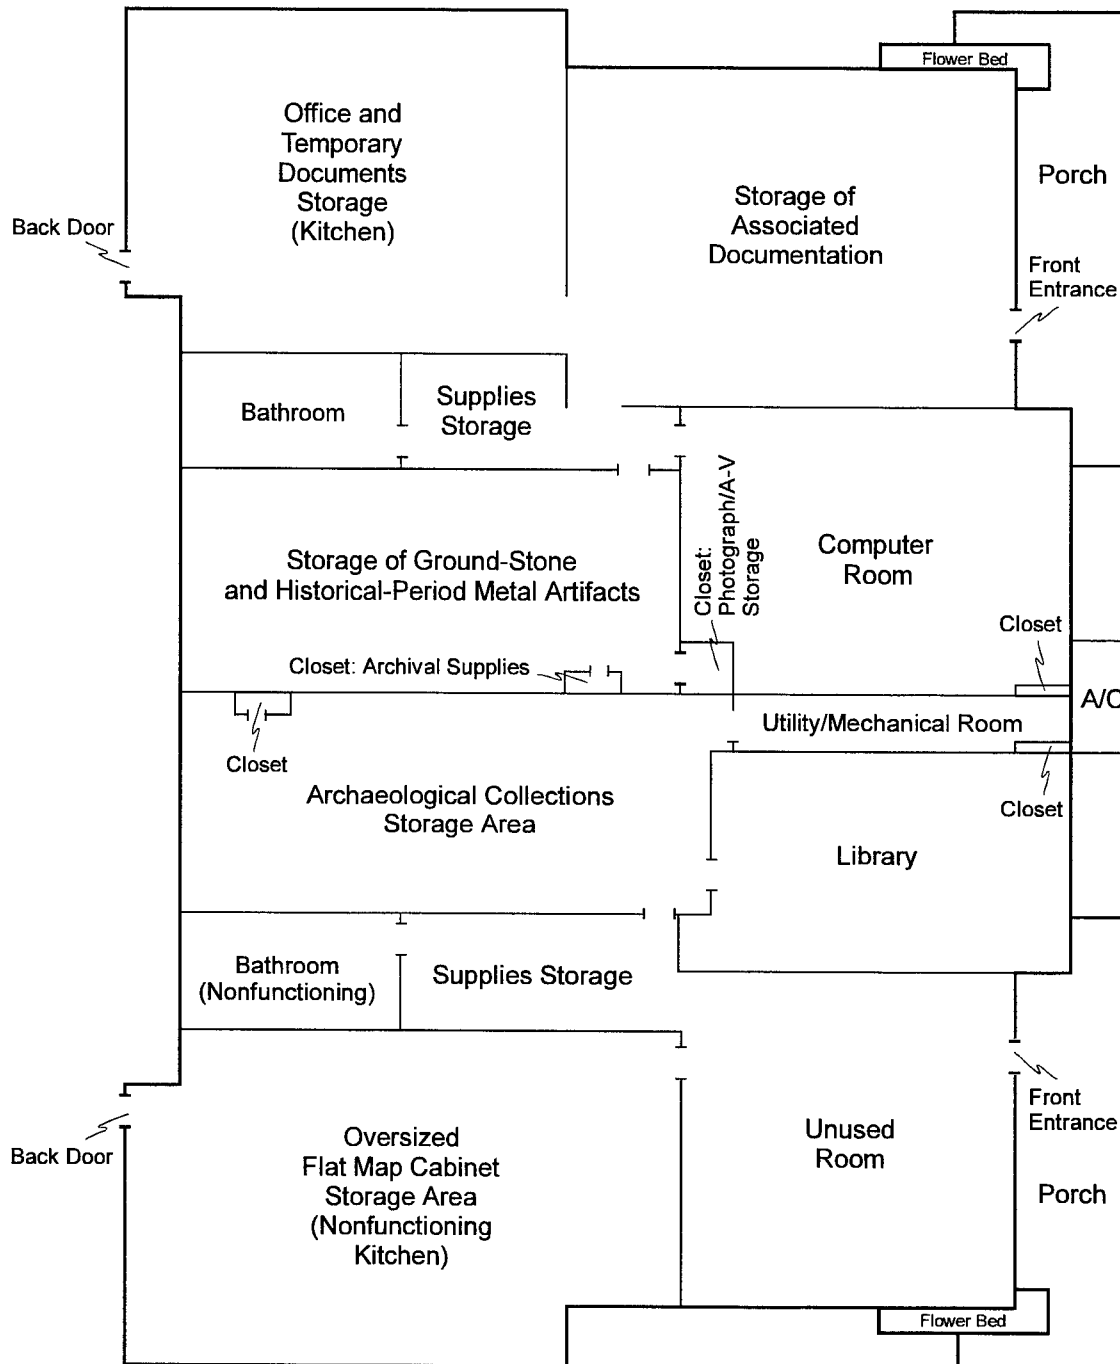 Flower Bed
Office and
Temporary
Documents
Storage
(Kitchen)
Storage of
Associated
Documentation
Porch
Back Door
Front
Entrance
Bathroom
Supplies
Storage
Closet:
Photograph/A-V
Storage
Computer
Room
Storage of Ground-Stone
and Historical-Period Metal Artifacts
Closet
Closet: Archival Supplies
A/C
Utility/Mechanical Room
Closet
Archaeological Collections
Storage Area
Closet
Library
Bathroom
(Nonfunctioning)
Supplies Storage
Front
Entrance
Back Door
Oversized
Flat Map Cabinet
Storage Area
(Nonfunctioning
Kitchen)
Unused
Room
Porch
Flower Bed